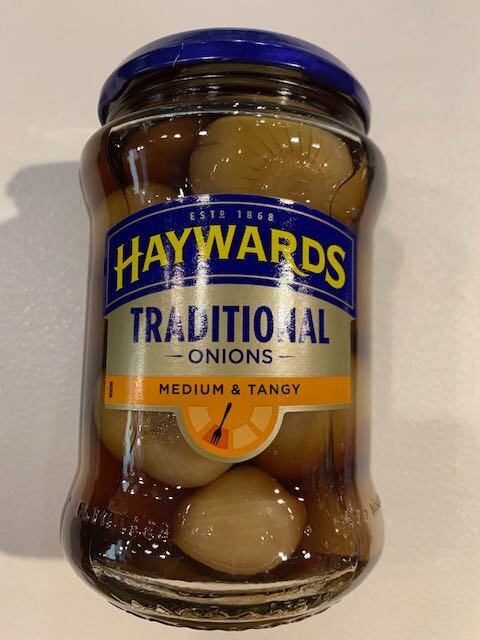 ESTD 1868
HAYWARDS
TRADITIONAL
ONIONS
MEDIUM & TANGY